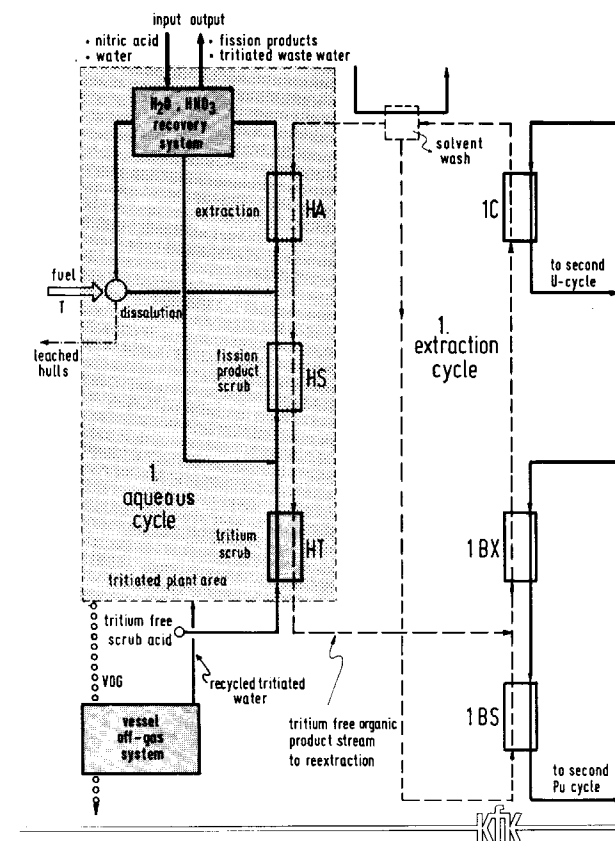 input output
• nitric acid
• water
• fission products
• tritiated waste water
H₂O , HNO₃
recovery
system
solvent
wash
extraction
HA
1C
fuel
T
dissolution
to second
U-cycle
leached
hulls
1.
extraction
cycle
fission
product
scrub
HS
1.
aqueous
cycle
tritium
scrub
HT
1BX
tritiated plant area
tritium free
scrub acid
VOG
recycled tritiated
water
vessel
off-gas
system
tritium free organic
product stream
to reextraction
1BS
to second
Pu cycle
KfK